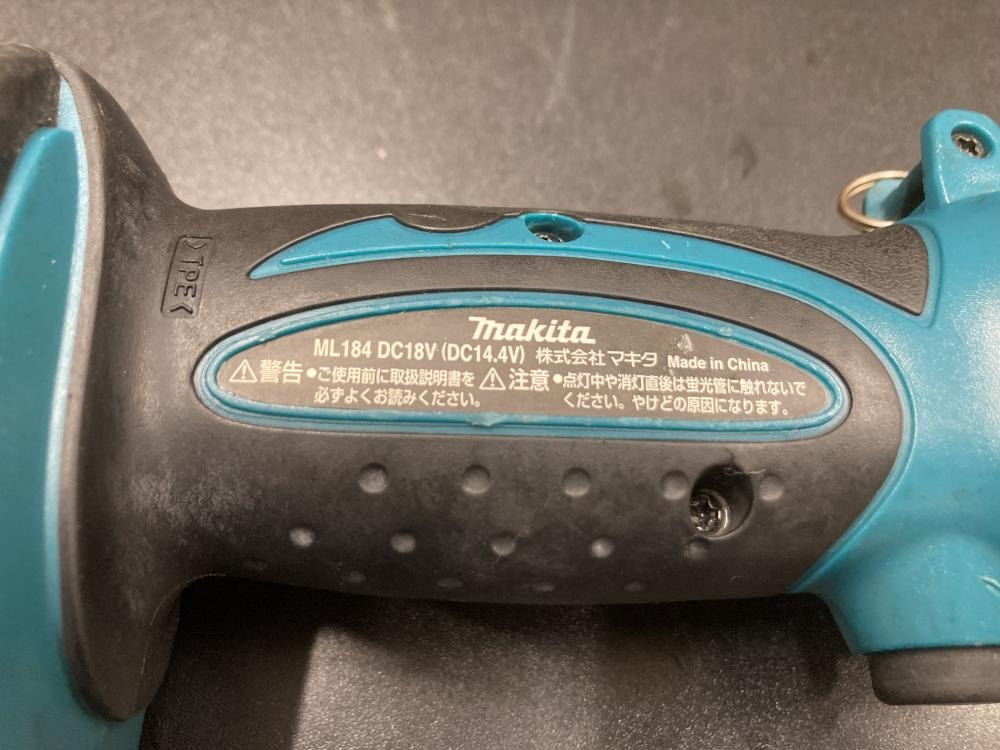 makita
ML184 DC18V (DC14.4V) 株式会社マキタ Made in China
⚠警告 •ご使用前に取扱説明書を
必ずよくお読みください。
⚠注意 •点灯中や消灯直後は蛍光管に触れないで
ください。やけどの原因になります。
>TPE<